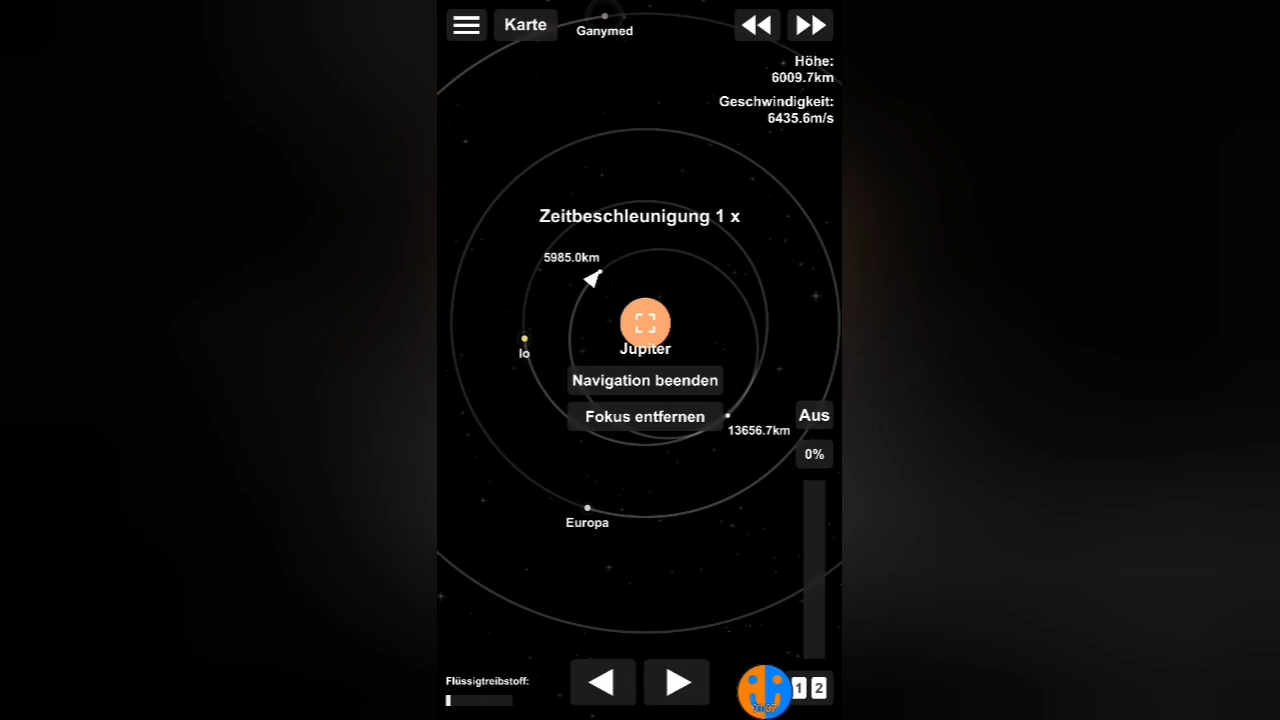 Karte
Ganymed
Höhe:
6009.7km
Geschwindigkeit:
6435.6m/s
Zeitbeschleunigung 1 x
5985.0km
Io
Jupiter
Navigation beenden
Fokus entfernen
13656.7km
Aus
0%
Europa
Flüssigtreibstoff:
1 2